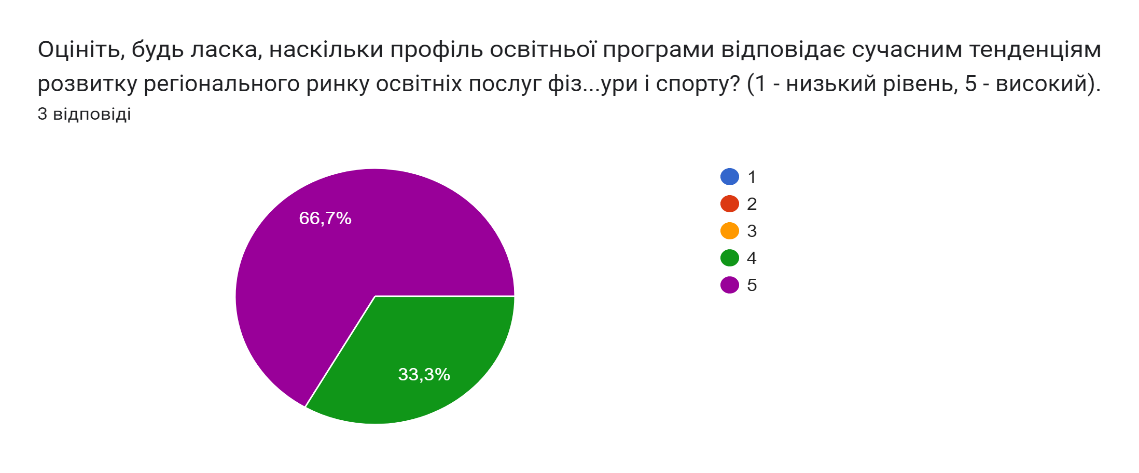 Оцініть, будь ласка, наскільки профіль освітньої програми відповідає сучасним тенденціям
розвитку регіонального ринку освітніх послуг фіз...ури і спорту? (1 - низький рівень, 5 - високий).
3 відповіді
66,7%
33,3%
1
2
3
4
5